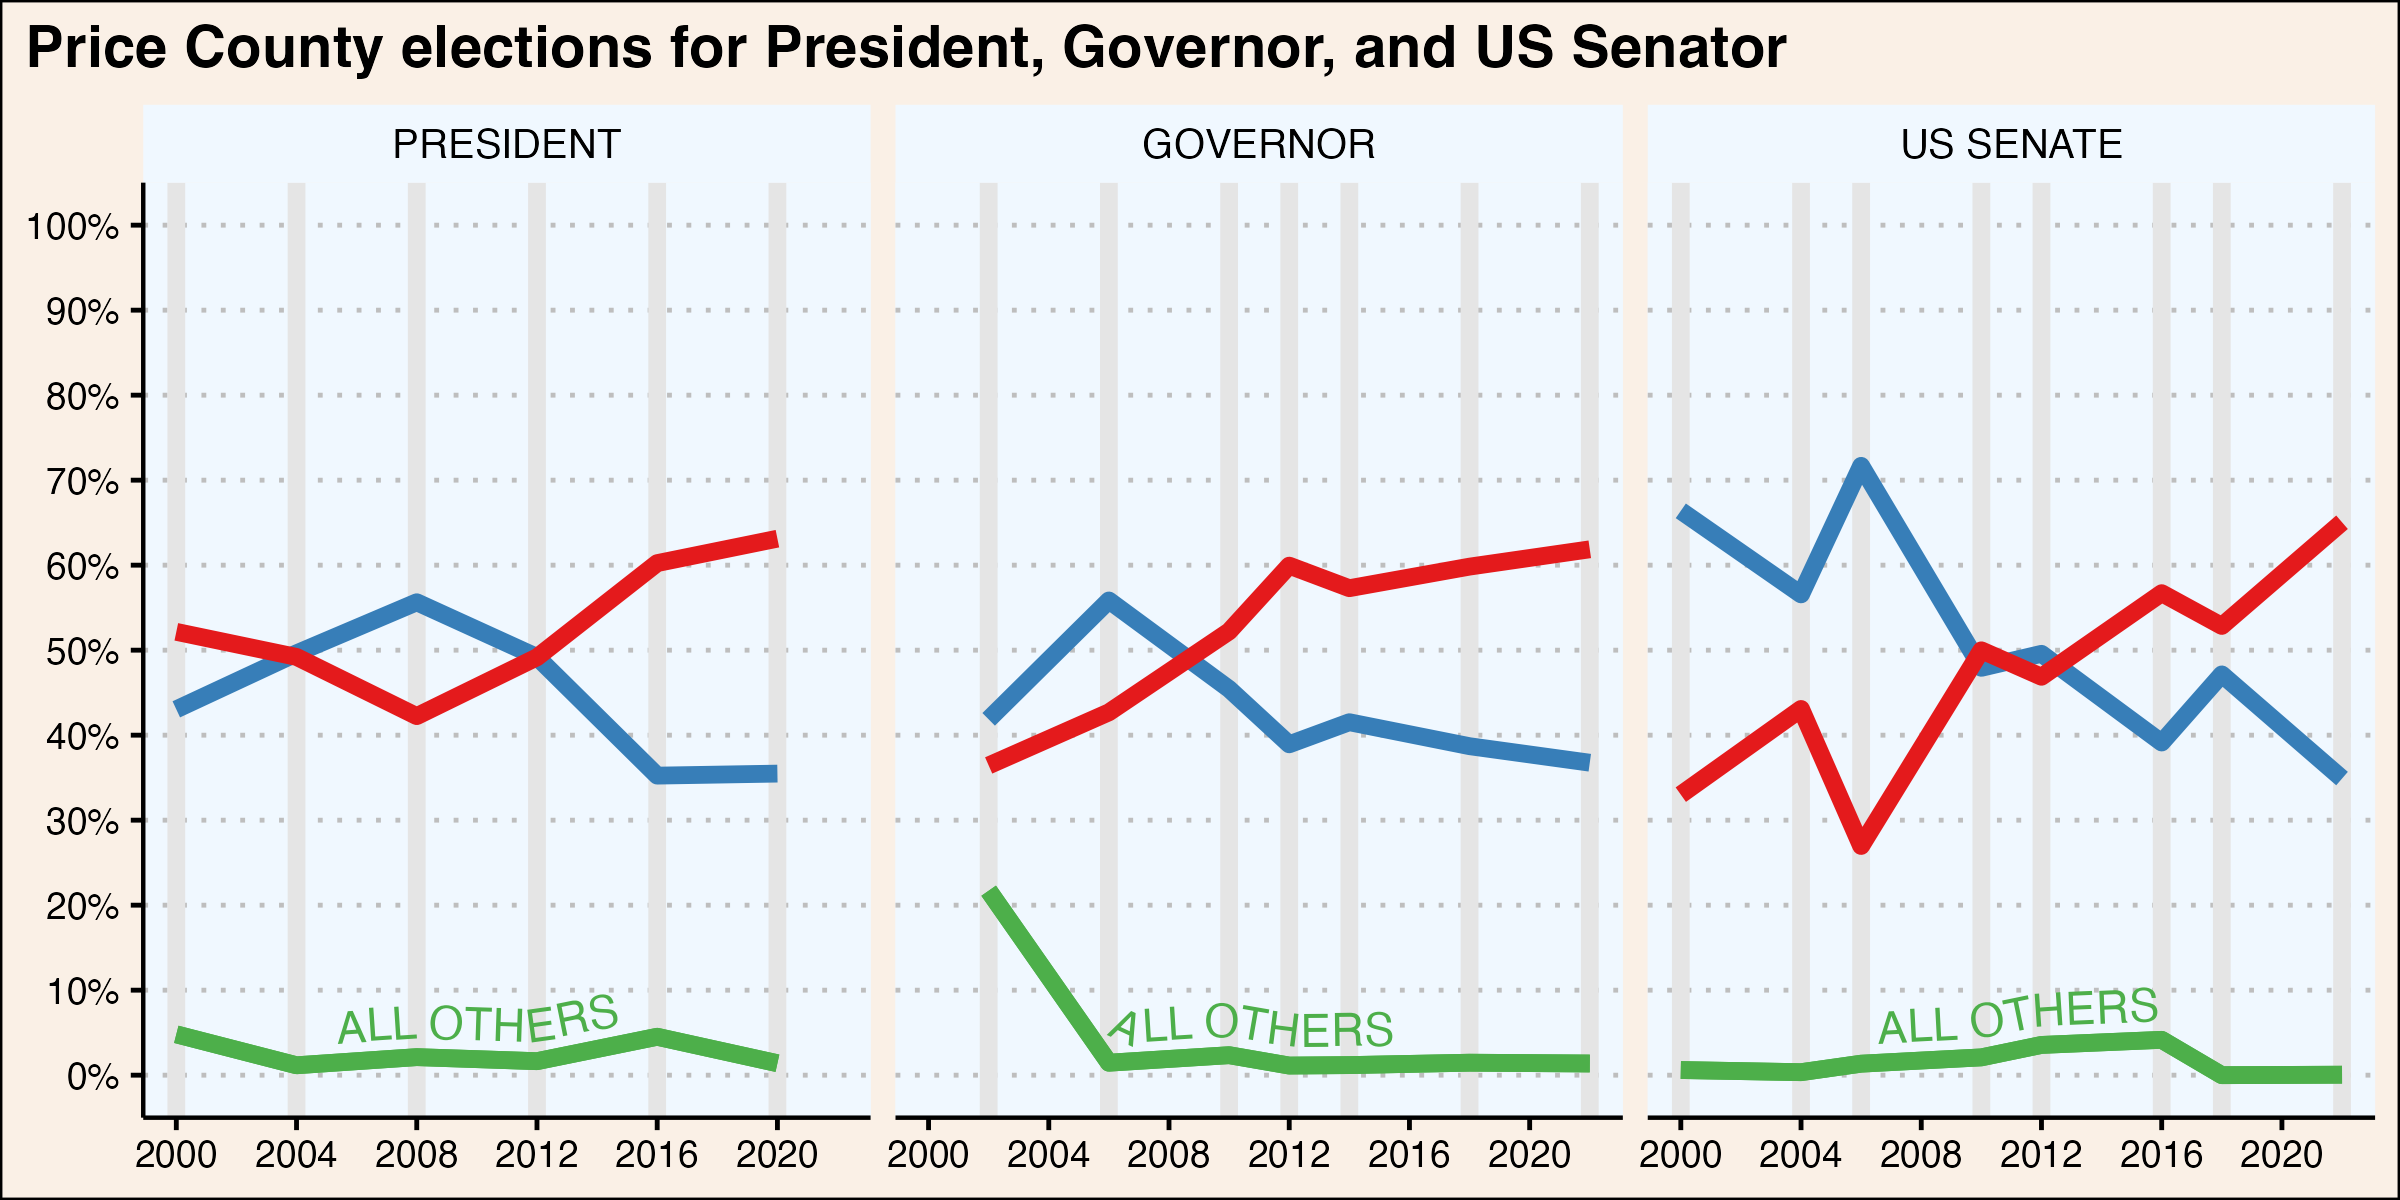 Price County elections for President, Governor, and US Senator
PRESIDENT
GOVERNOR
US SENATE
100%
90%
80%
70%
60%
50%
40%
30%
20%
10%
0%
ALL OTHERS
ALL OTHERS
ALL OTHERS
2000 2004 2008 2012 2016 2020
2000 2004 2008 2012 2016 2020
2000 2004 2008 2012 2016 2020